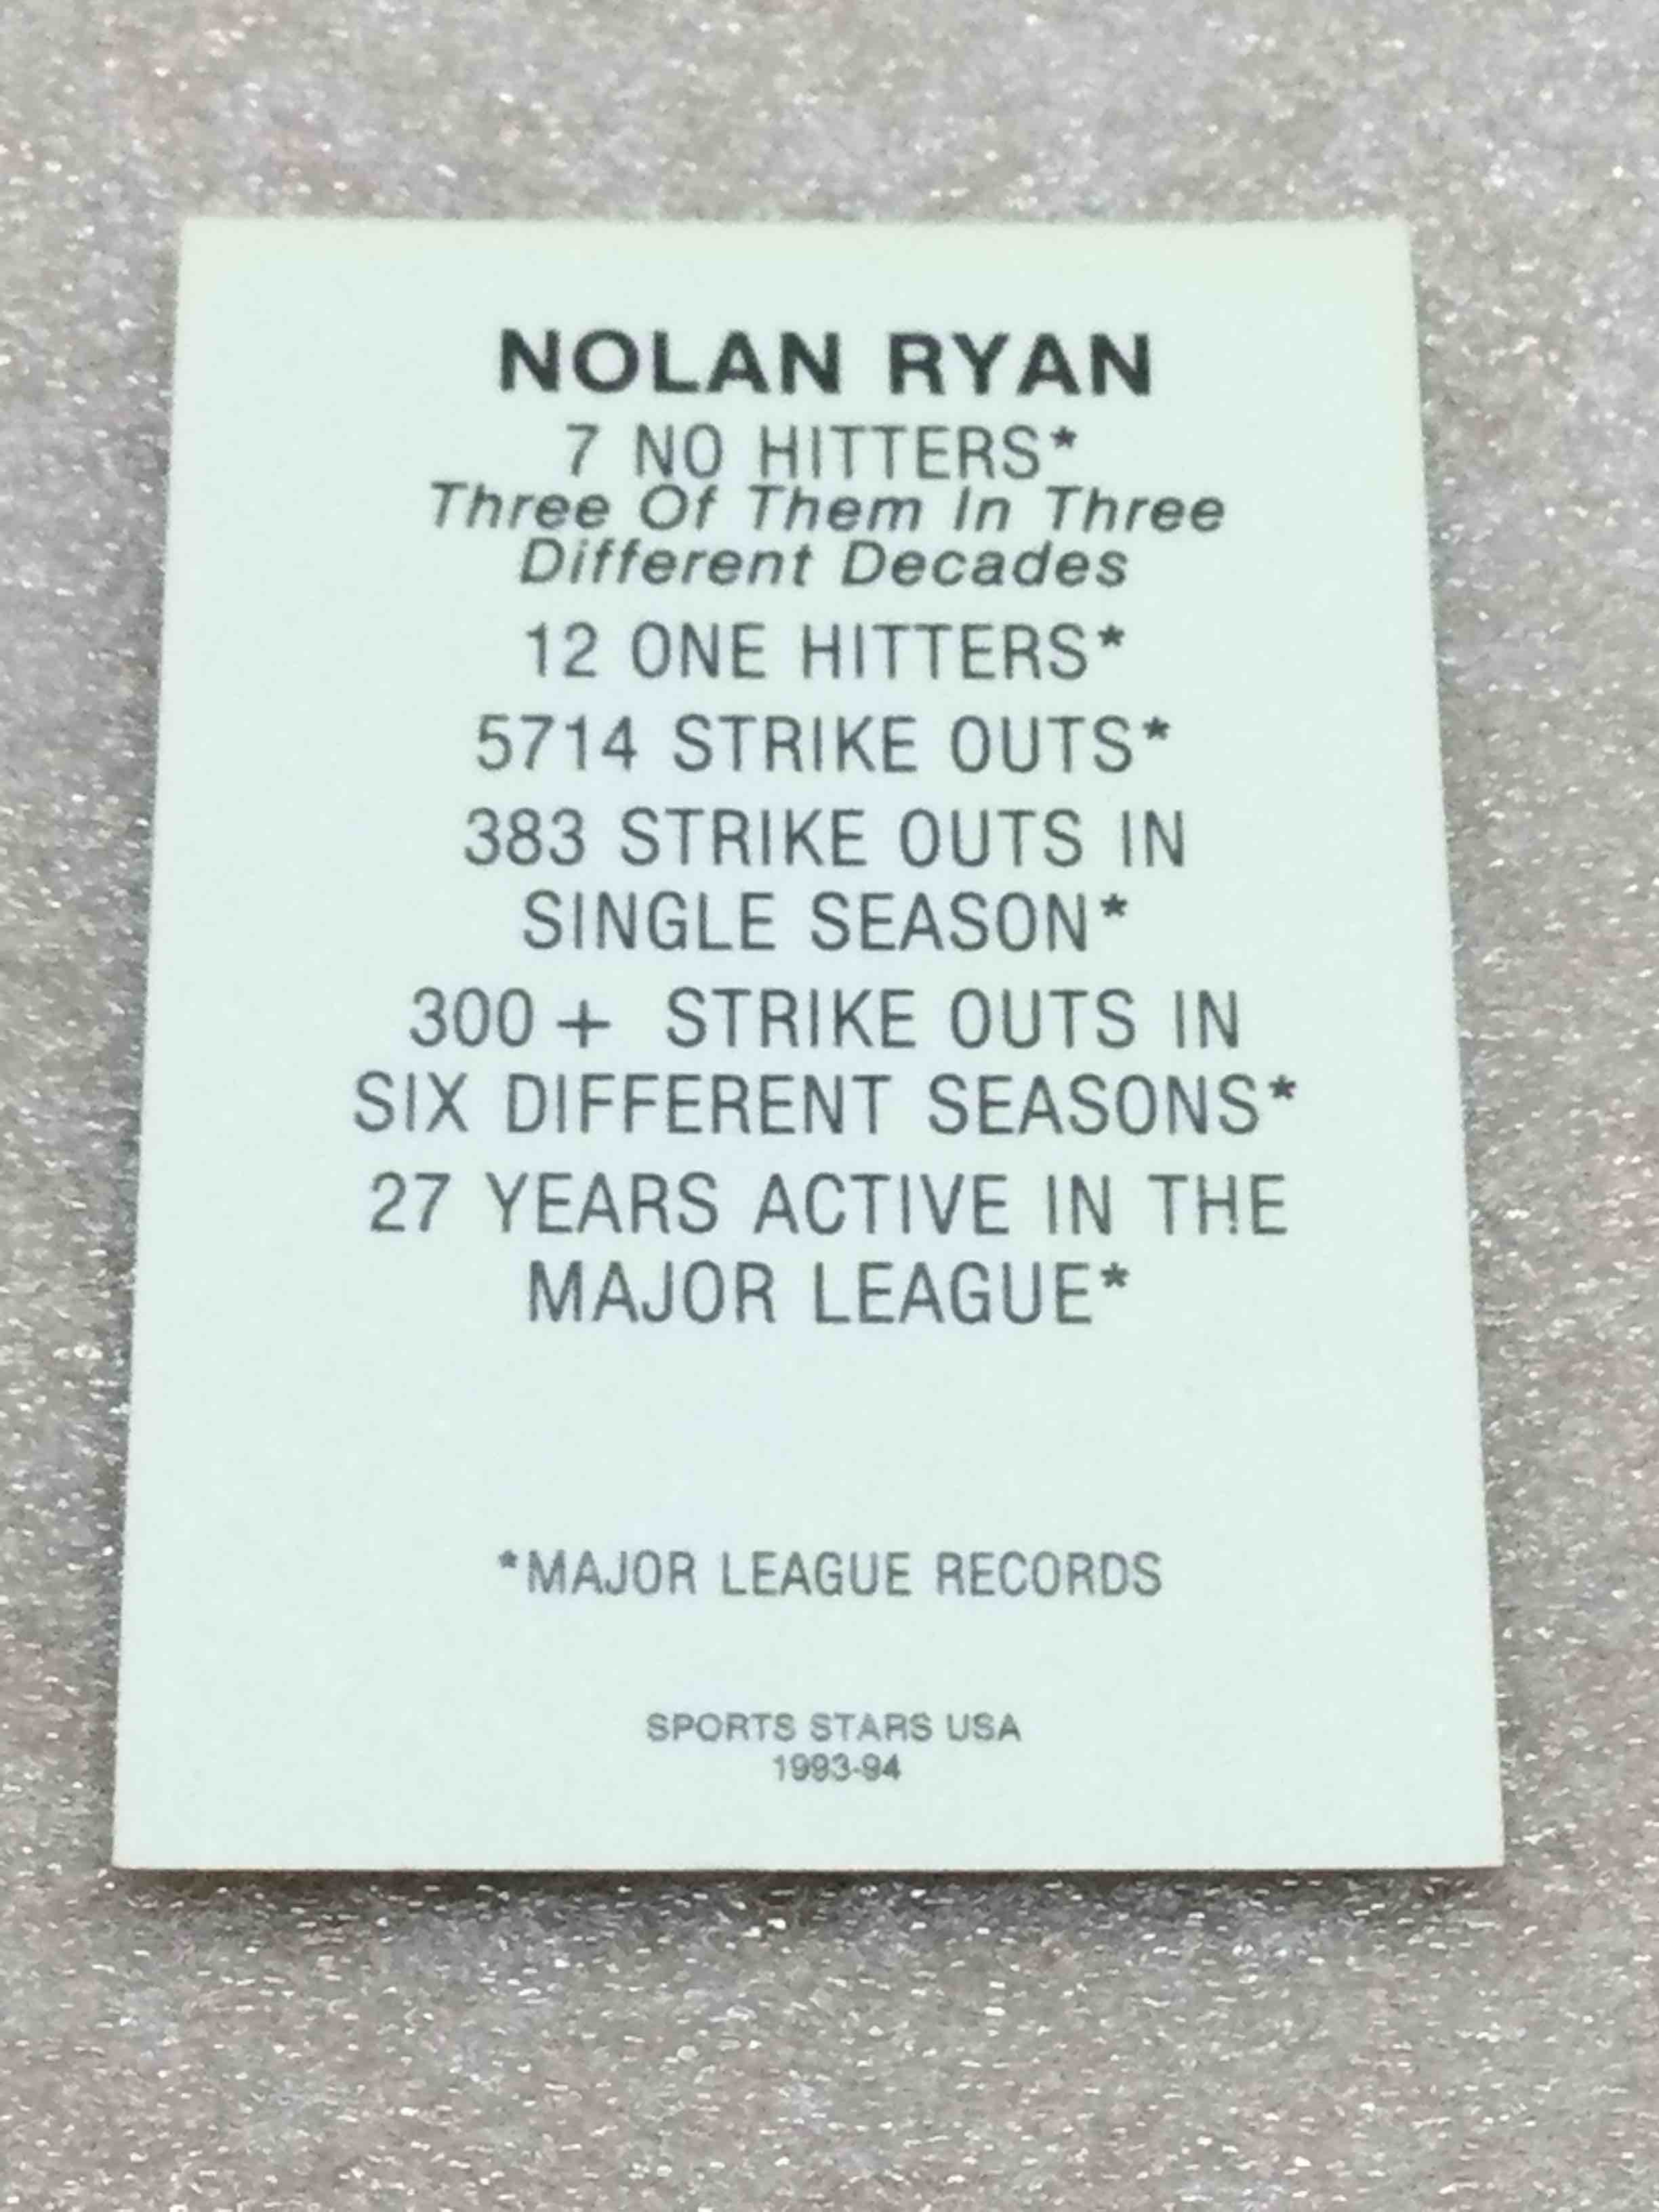 NOLAN RYAN
7 NO HITTERS*
Three Of Them In Three
Different Decades
12 ONE HITTERS*
5714 STRIKE OUTS*
383 STRIKE OUTS IN
SINGLE SEASON*
300 + STRIKE OUTS IN
SIX DIFFERENT SEASONS*
27 YEARS ACTIVE IN THE
MAJOR LEAGUE*
*MAJOR LEAGUE RECORDS
SPORTS STARS USA
1993-94